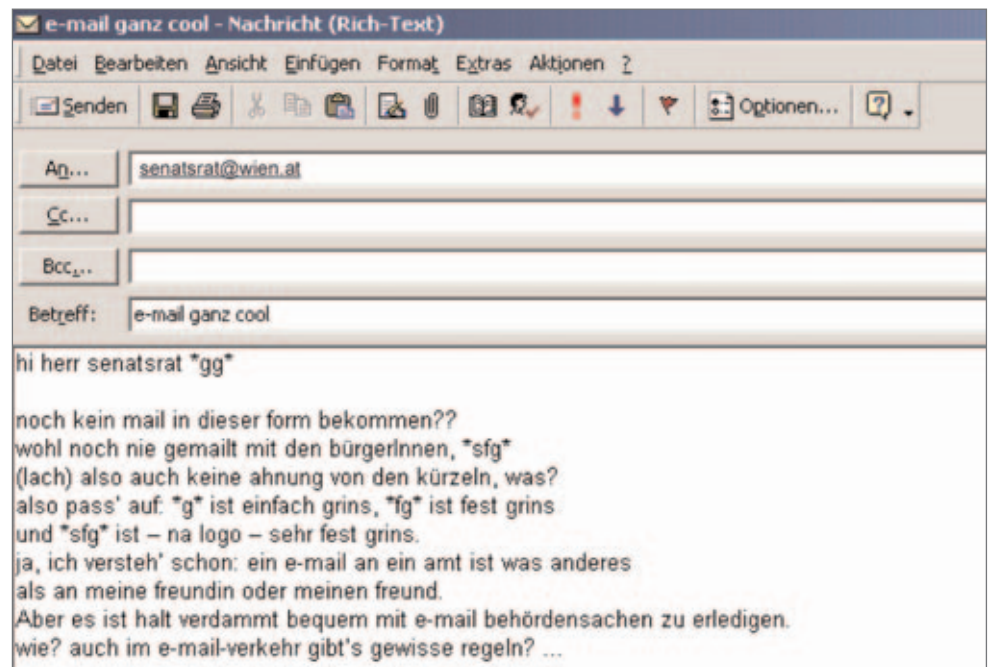 e-mail ganz cool - Nachricht (Rich-Text)
Datei Bearbeiten Ansicht Einfügen Format Extras Aktionen ?
Senden Optionen...
An... senatsrat@wien.at
Cc...
Bcc...
Betreff: e-mail ganz cool
hi herr senatsrat *gg*
noch kein mail in dieser form bekommen??
wohl noch nie gemailt mit den bürgerInnen, *sfg*
(lach) also auch keine ahnung von den kürzeln, was?
also pass' auf: *g* ist einfach grins, *fg* ist fest grins
und *sfg* ist – na logo – sehr fest grins.
ja, ich versteh' schon: ein e-mail an ein amt ist was anderes
als an meine freundin oder meinen freund.
Aber es ist halt verdammt bequem mit e-mail behördensachen zu erledigen.
wie? auch im e-mail-verkehr gibt's gewisse regeln? ...